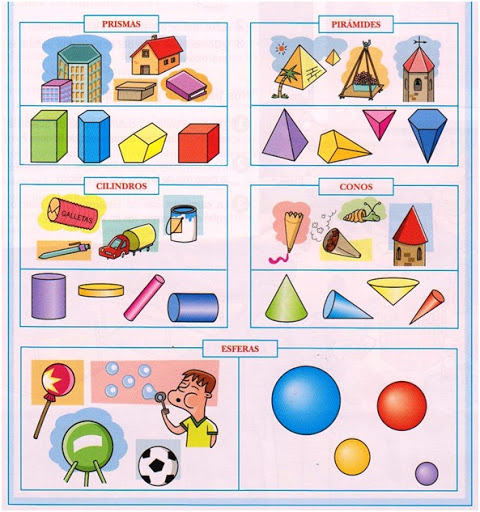 PRISMAS
PIRÁMIDES
CILINDROS
CONOS
GALLETAS
ESFERAS